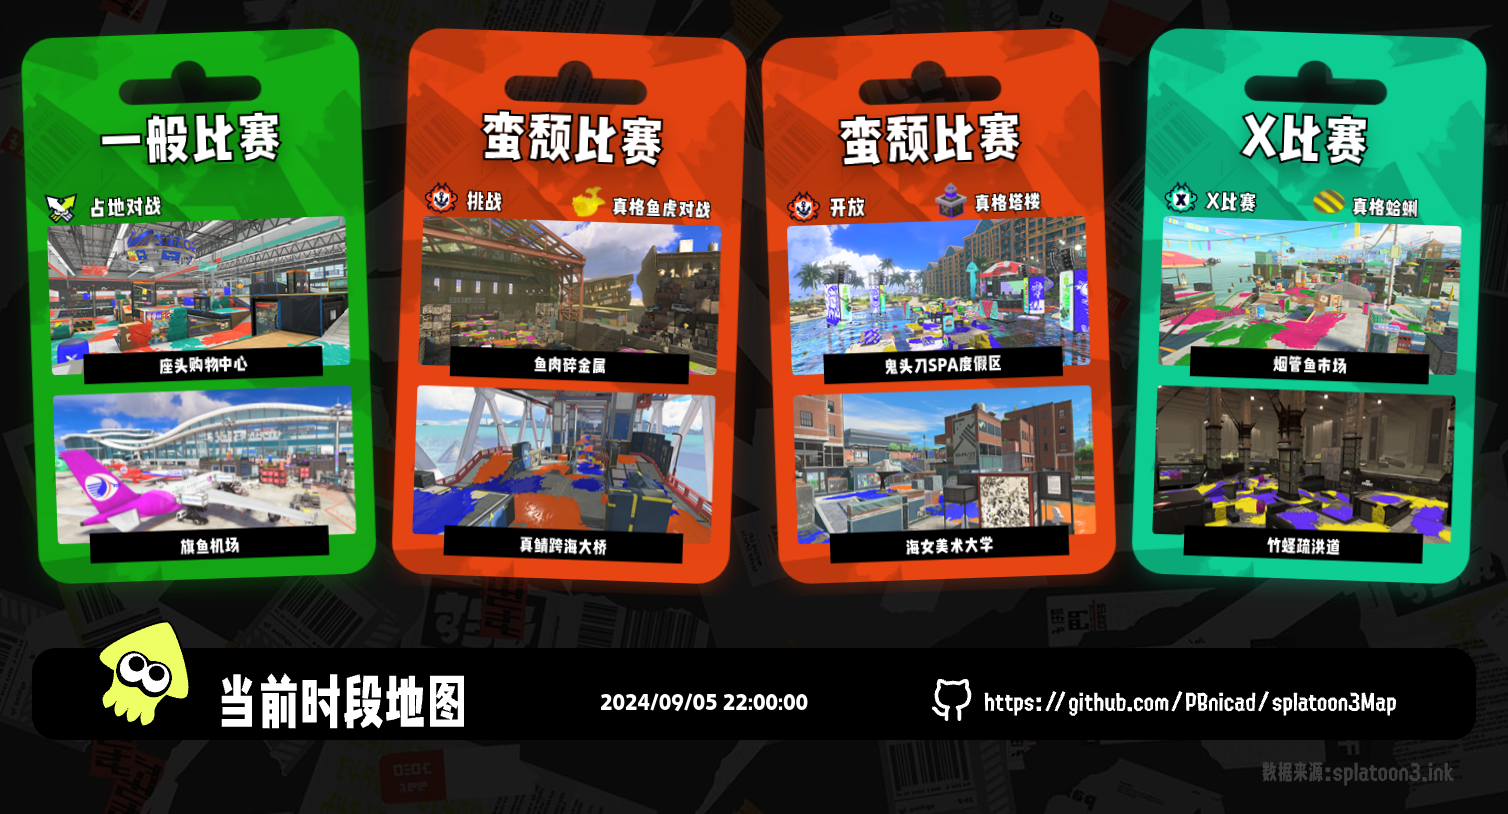 一般比赛
占地对战
座头购物中心
旗鱼机场
蛮颓比赛
挑战
真格鱼虎对战
鱼肉碎金属
真鲭跨海大桥
蛮颓比赛
开放
真格塔楼
鬼头刀SPA度假区
海女美术大学
X比赛
X比赛
真格蛤蜊
烟管鱼市场
竹蛏疏洪道
当前时段地图
2024/09/05 22:00:00
https://github.com/PBnicad/splatoon3Map
数据来源:splatoon3.ink